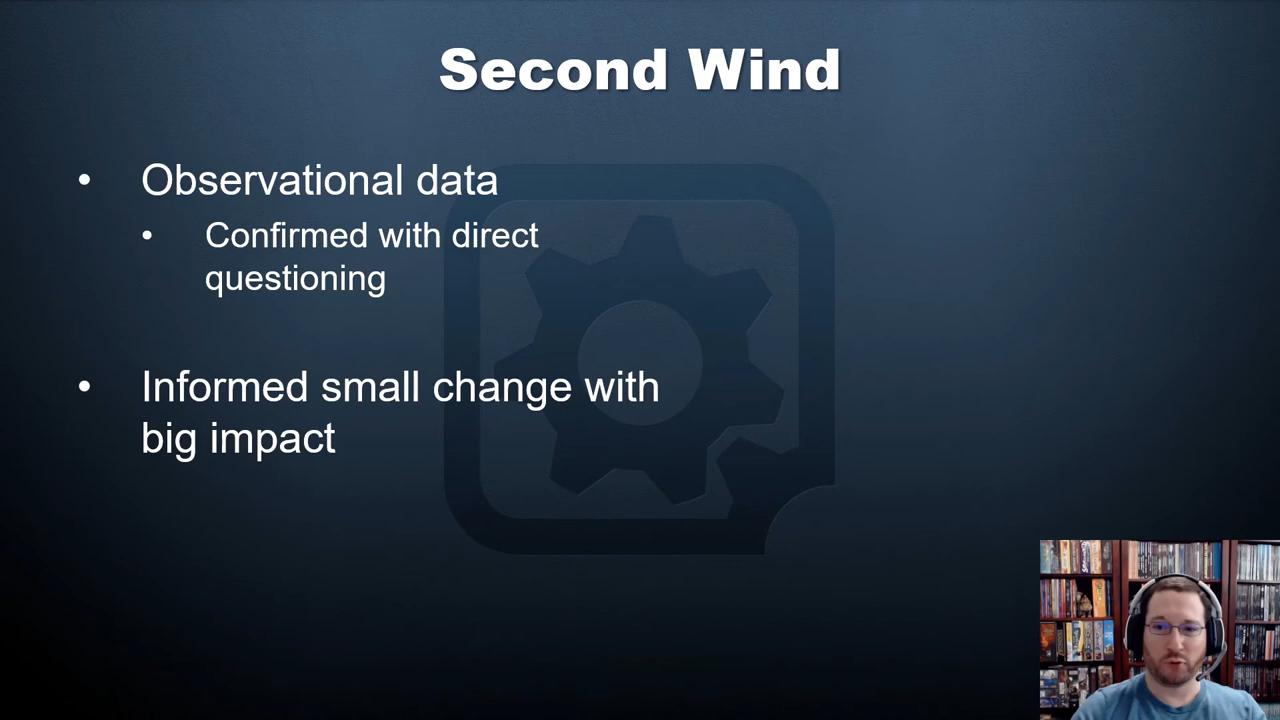 Second Wind
• Observational data
• Confirmed with direct
questioning
• Informed small change with
big impact